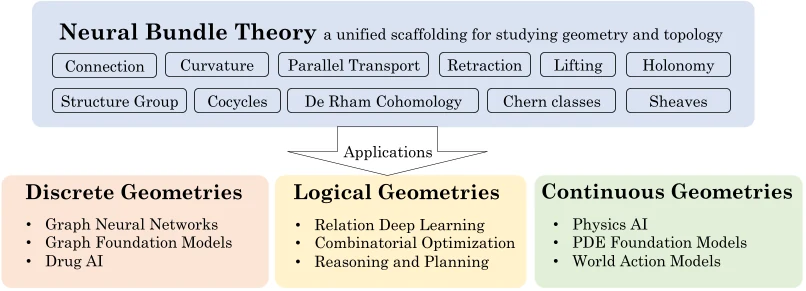 Neural Bundle Theory a unified scaffolding for studying geometry and topology
Connection Curvature Parallel Transport Retraction Lifting Holonomy
Structure Group Cocycles De Rham Cohomology Chern classes Sheaves
Applications
Discrete Geometries
• Graph Neural Networks
• Graph Foundation Models
• Drug AI
Logical Geometries
• Relation Deep Learning
• Combinatorial Optimization
• Reasoning and Planning
Continuous Geometries
• Physics AI
• PDE Foundation Models
• World Action Models